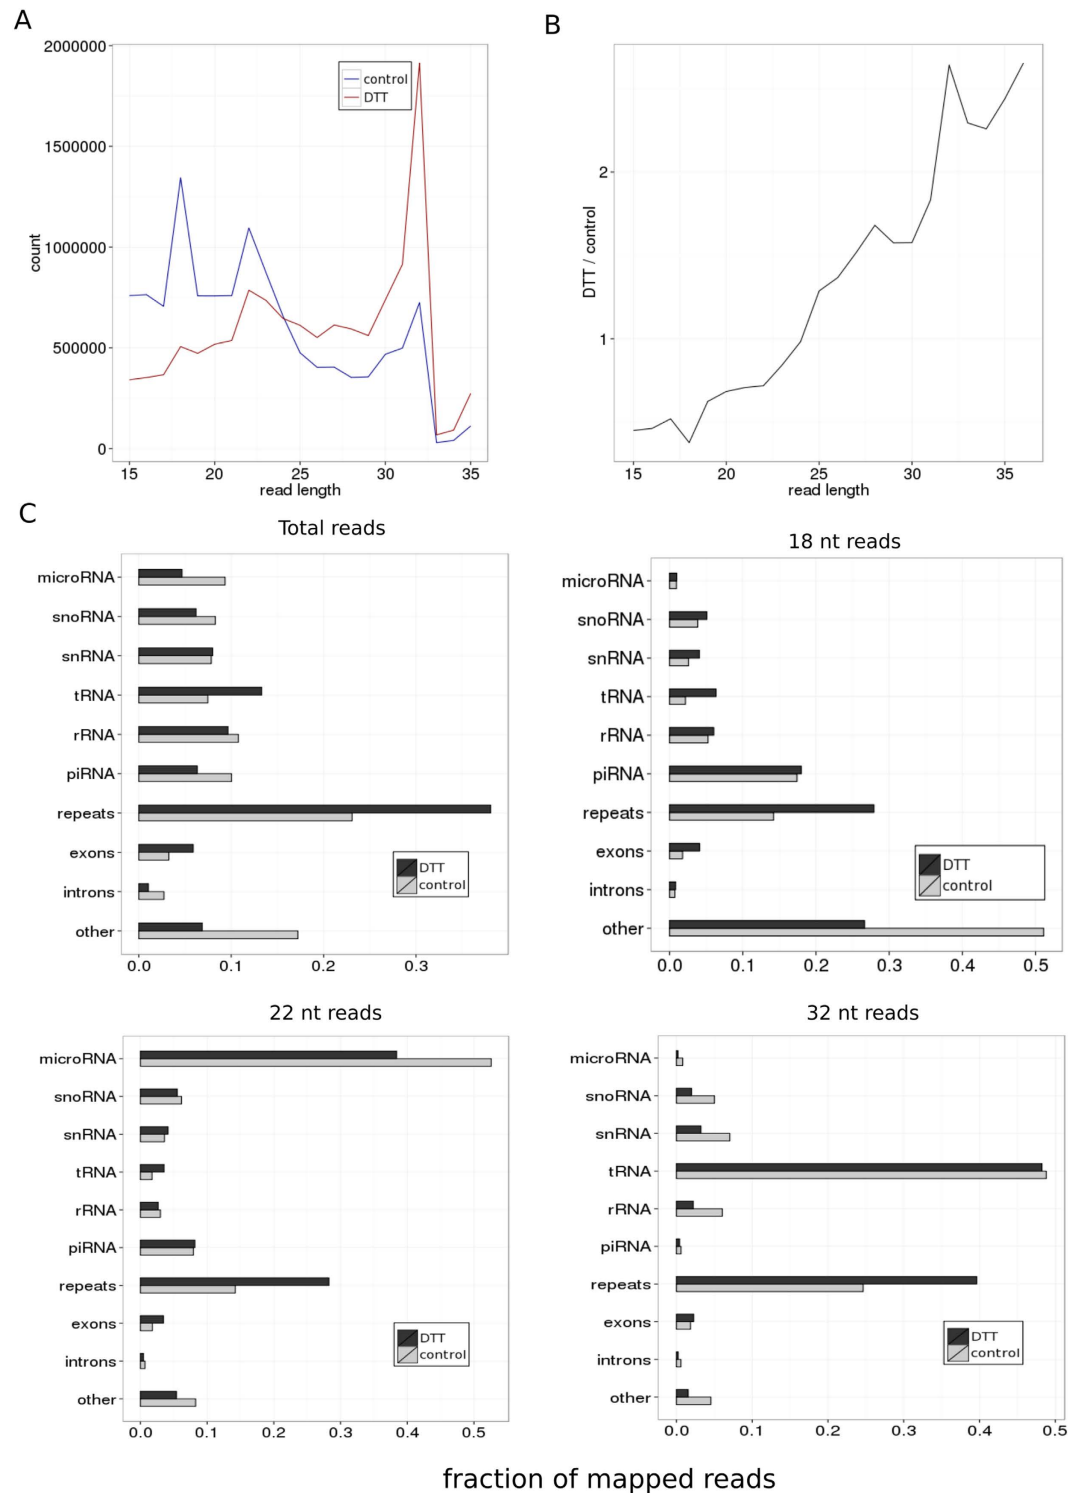 A
2000000
1500000
1000000
500000
0
count
control
DTT
15 20 25 30 35
read length
B
2
1
DTT / control
15 20 25 30 35
read length
C
Total reads
microRNA
snoRNA
snRNA
tRNA
rRNA
piRNA
repeats
exons
introns
other
DTT
control
0.0 0.1 0.2 0.3
18 nt reads
microRNA
snoRNA
snRNA
tRNA
rRNA
piRNA
repeats
exons
introns
other
DTT
control
0.0 0.1 0.2 0.3 0.4 0.5
22 nt reads
microRNA
snoRNA
snRNA
tRNA
rRNA
piRNA
repeats
exons
introns
other
DTT
control
0.0 0.1 0.2 0.3 0.4 0.5
32 nt reads
microRNA
snoRNA
snRNA
tRNA
rRNA
piRNA
repeats
exons
introns
other
DTT
control
0.0 0.1 0.2 0.3 0.4 0.5
fraction of mapped reads